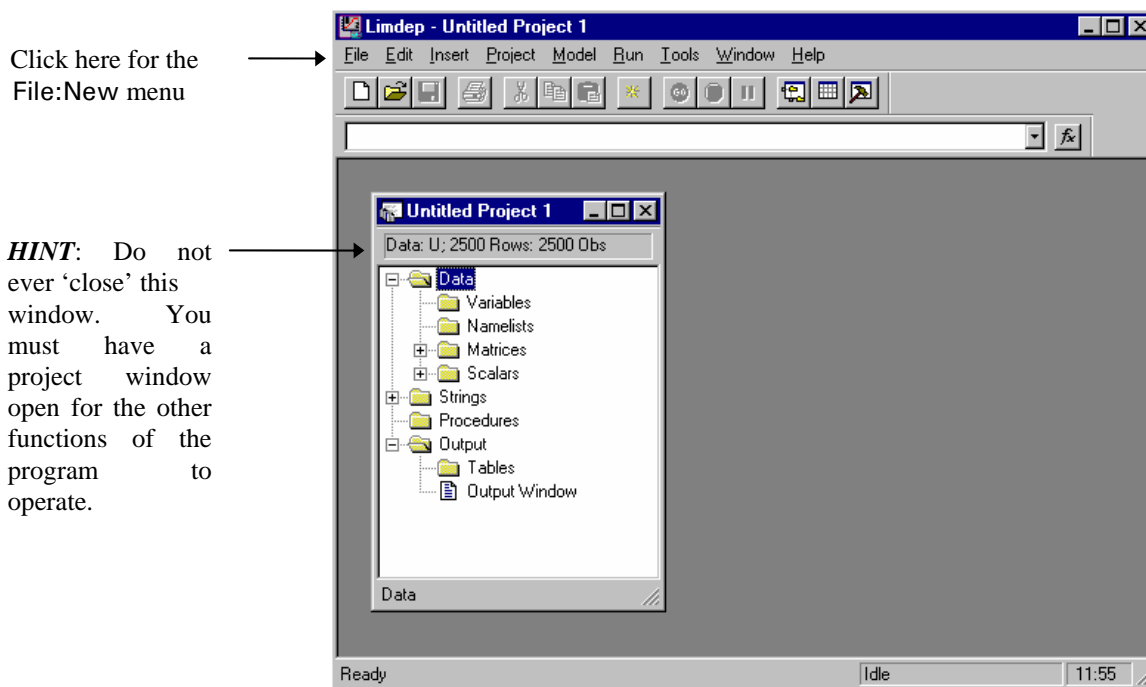 Limdep - Untitled Project 1
File Edit Insert Project Model Run Tools Window Help
Click here for the
File:New menu
GO
fx
Untitled Project 1
Data: U; 2500 Rows: 2500 Obs
HINT: Do not
ever ‘close’ this
window. You
must have a
project window
open for the other
functions of the
program to
operate.
Data
Variables
Namelists
Matrices
Scalars
Strings
Procedures
Output
Tables
Output Window
Data
Ready Idle 11:55